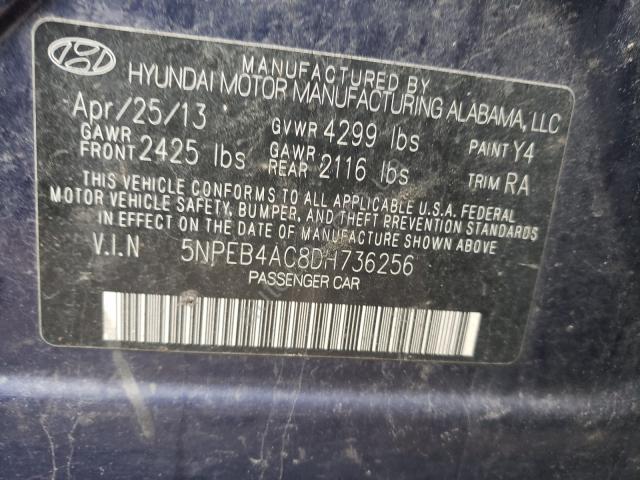 MANUFACTURED BY
HYUNDAI MOTOR MANUFACTURING ALABAMA, LLC
Apr/25/13 GVWR 4299 lbs PAINT Y4
GAWR FRONT 2425 lbs GAWR REAR 2116 lbs TRIM RA
THIS VEHICLE CONFORMS TO ALL APPLICABLE U.S.A. FEDERAL
MOTOR VEHICLE SAFETY, BUMPER, AND THEFT PREVENTION STANDARDS
IN EFFECT ON THE DATE OF MANUFACTURE SHOWN ABOVE.
V.I.N 5NPEB4AC8DH736256
PASSENGER CAR